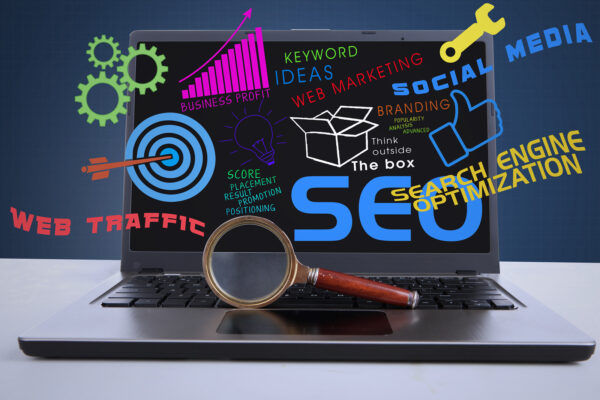 KEYWORD
IDEAS
WEB MARKETING
SOCIAL MEDIA
BUSINESS PROFIT
BRANDING
POPULARITY
ANALYSIS
ADVANCED
Think
outside
The box
SCORE
PLACEMENT
RESULT
PROMOTION
POSITIONING
SEO
SEARCH ENGINE
OPTIMIZATION
WEB TRAFFIC